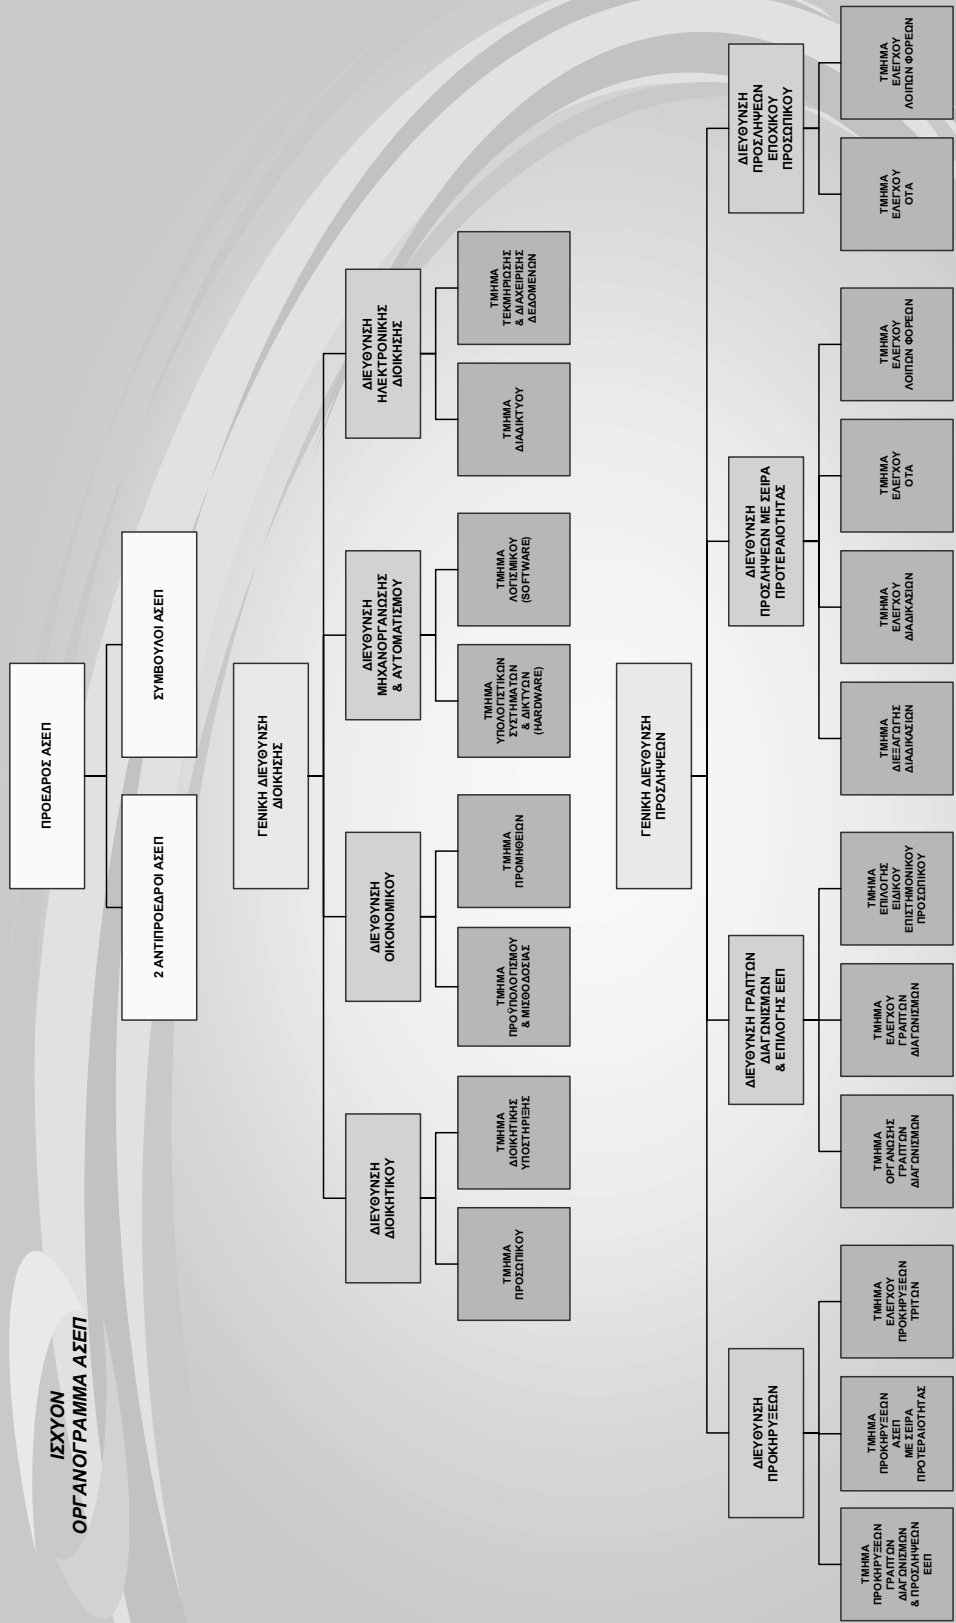 ΙΣΧΥΟΝ
ΟΡΓΑΝΟΓΡΑΜΜΑ ΑΣΕΠ
ΠΡΟΕΔΡΟΣ ΑΣΕΠ
2 ΑΝΤΙΠΡΟΕΔΡΟΙ ΑΣΕΠ
ΣΥΜΒΟΥΛΟΙ ΑΣΕΠ
ΓΕΝΙΚΗ ΔΙΕΥΘΥΝΣΗ
ΔΙΟΙΚΗΣΗΣ
ΔΙΕΥΘΥΝΣΗ
ΔΙΟΙΚΗΤΙΚΟΥ
ΔΙΕΥΘΥΝΣΗ
ΟΙΚΟΝΟΜΙΚΟΥ
ΔΙΕΥΘΥΝΣΗ
ΜΗΧΑΝΟΡΓΑΝΩΣΗΣ
& ΑΥΤΟΜΑΤΙΣΜΟΥ
ΔΙΕΥΘΥΝΣΗ
ΗΛΕΚΤΡΟΝΙΚΗΣ
ΔΙΟΙΚΗΣΗΣ
ΤΜΗΜΑ
ΠΡΟΣΩΠΙΚΟΥ
ΤΜΗΜΑ
ΔΙΟΙΚΗΤΙΚΗΣ
ΥΠΟΣΤΗΡΙΞΗΣ
ΤΜΗΜΑ
ΠΡΟΫΠΟΛΟΓΙΣΜΟΥ
& ΜΙΣΘΟΔΟΣΙΑΣ
ΤΜΗΜΑ
ΠΡΟΜΗΘΕΙΩΝ
ΤΜΗΜΑ
ΥΠΟΛΟΓΙΣΤΙΚΩΝ
ΣΥΣΤΗΜΑΤΩΝ
& ΔΙΚΤΥΩΝ
(HARDWARE)
ΤΜΗΜΑ
ΛΟΓΙΣΜΙΚΟΥ
(SOFTWARE)
ΤΜΗΜΑ
ΔΙΑΔΙΚΤΥΟΥ
ΤΜΗΜΑ
ΤΕΚΜΗΡΙΩΣΗΣ
& ΔΙΑΧΕΙΡΙΣΗΣ
ΔΕΔΟΜΕΝΩΝ
ΓΕΝΙΚΗ ΔΙΕΥΘΥΝΣΗ
ΠΡΟΣΛΗΨΕΩΝ
ΔΙΕΥΘΥΝΣΗ
ΠΡΟΚΗΡΥΞΕΩΝ
ΔΙΕΥΘΥΝΣΗ ΓΡΑΠΤΩΝ
ΔΙΑΓΩΝΙΣΜΩΝ
& ΕΠΙΛΟΓΗΣ ΕΕΠ
ΔΙΕΥΘΥΝΣΗ
ΠΡΟΣΛΗΨΕΩΝ ΜΕ ΣΕΙΡΑ
ΠΡΟΤΕΡΑΙΟΤΗΤΑΣ
ΔΙΕΥΘΥΝΣΗ
ΠΡΟΣΛΗΨΕΩΝ
ΕΠΟΧΙΚΟΥ
ΠΡΟΣΩΠΙΚΟΥ
ΤΜΗΜΑ
ΠΡΟΚΗΡΥΞΕΩΝ
ΓΡΑΠΤΩΝ
ΔΙΑΓΩΝΙΣΜΩΝ
& ΠΡΟΣΛΗΨΕΩΝ
ΕΕΠ
ΤΜΗΜΑ
ΠΡΟΚΗΡΥΞΕΩΝ
ΑΣΕΠ
ΜΕ ΣΕΙΡΑ
ΠΡΟΤΕΡΑΙΟΤΗΤΑΣ
ΤΜΗΜΑ
ΕΛΕΓΧΟΥ
ΠΡΟΚΗΡΥΞΕΩΝ
ΤΡΙΤΩΝ
ΤΜΗΜΑ
ΟΡΓΑΝΩΣΗΣ
ΓΡΑΠΤΩΝ
ΔΙΑΓΩΝΙΣΜΩΝ
ΤΜΗΜΑ
ΕΛΕΓΧΟΥ
ΓΡΑΠΤΩΝ
ΔΙΑΓΩΝΙΣΜΩΝ
ΤΜΗΜΑ
ΕΠΙΛΟΓΗΣ
ΕΙΔΙΚΟΥ
ΕΠΙΣΤΗΜΟΝΙΚΟΥ
ΠΡΟΣΩΠΙΚΟΥ
ΤΜΗΜΑ
ΔΙΕΞΑΓΩΓΗΣ
ΔΙΑΔΙΚΑΣΙΩΝ
ΤΜΗΜΑ
ΕΛΕΓΧΟΥ
ΔΙΑΔΙΚΑΣΙΩΝ
ΤΜΗΜΑ
ΕΛΕΓΧΟΥ
ΟΤΑ
ΤΜΗΜΑ
ΕΛΕΓΧΟΥ
ΛΟΙΠΩΝ ΦΟΡΕΩΝ
ΤΜΗΜΑ
ΕΛΕΓΧΟΥ
ΟΤΑ
ΤΜΗΜΑ
ΕΛΕΓΧΟΥ
ΛΟΙΠΩΝ ΦΟΡΕΩΝ